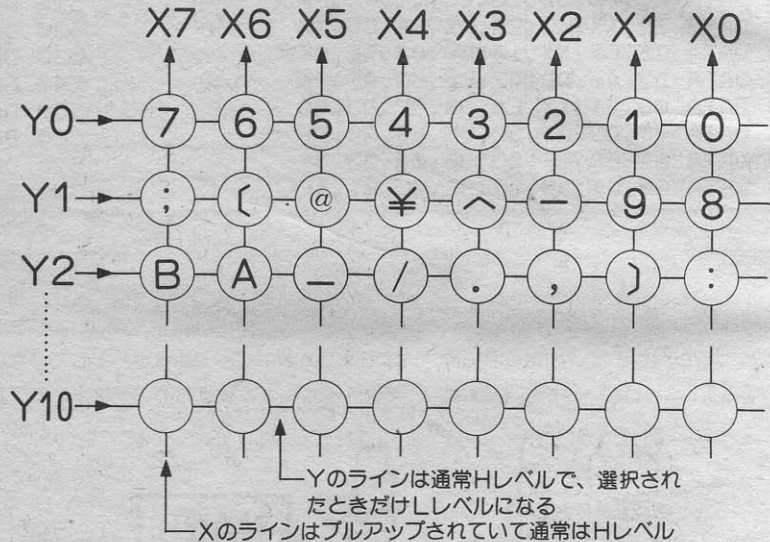 X7 X6 X5 X4 X3 X2 X1 X0
Y0 7 6 5 4 3 2 1 0
Y1 ; [ @ ¥ ^ - 9 8
Y2 B A _ / . , ] :
Y10
Yのラインは通常Hレベルで、選択され
たときだけLレベルになる
Xのラインはプルアップされていて通常はHレベル